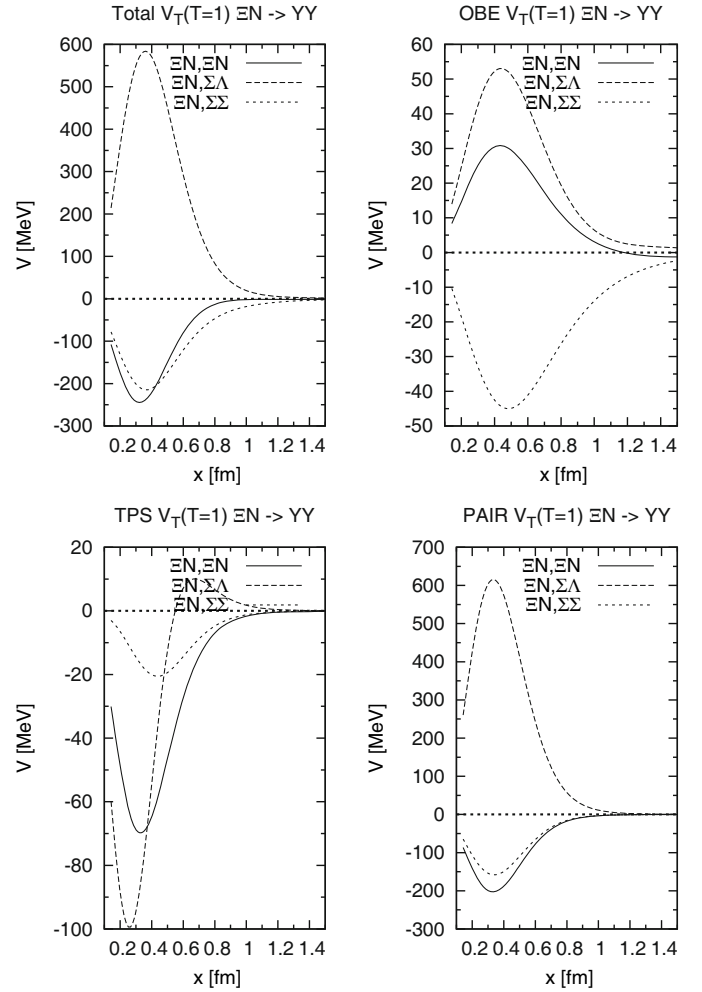 Total V_T(T=1) ΞN -> YY
ΞN,ΞN
ΞN,ΣΛ
ΞN,ΣΣ
600
500
400
300
200
100
0
-100
-200
-300
V [MeV]
0.2 0.4 0.6 0.8 1 1.2 1.4
x [fm]
OBE V_T(T=1) ΞN -> YY
ΞN,ΞN
ΞN,ΣΛ
ΞN,ΣΣ
60
50
40
30
20
10
0
-10
-20
-30
-40
50
V [MeV]
0.2 0.4 0.6 0.8 1 1.2 1.4
x [fm]
TPS V_T(T=1) ΞN -> YY
ΞN,ΞN
ΞN,ΣΛ
ΞN,ΣΣ
20
0
-20
-40
-60
-80
-100
V [MeV]
0.2 0.4 0.6 0.8 1 1.2 1.4
x [fm]
PAIR V_T(T=1) ΞN -> YY
ΞN,ΞN
ΞN,ΣΛ
ΞN,ΣΣ
700
600
500
400
300
200
100
0
-100
-200
-300
V [MeV]
0.2 0.4 0.6 0.8 1 1.2 1.4
x [fm]